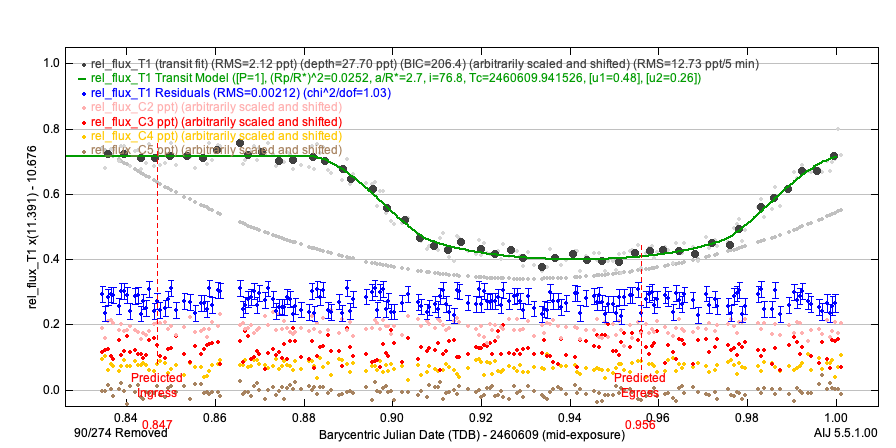 rel_flux_T1 (transit fit) (RMS=2.12 ppt) (depth=27.70 ppt) (BIC=206.4) (arbitrarily scaled and shifted) (RMS=12.73 ppt/5 min)
rel_flux_T1 Transit Model ([P=1], (Rp/R*)^2=0.0252, a/R*=2.7, i=76.8, Tc=2460609.941526, [u1=0.48], [u2=0.26])
rel_flux_T1 Residuals (RMS=0.00212) (chi^2/dof=1.03)
rel_flux_C2 ppt) (arbitrarily scaled and shifted)
rel_flux_C3 ppt) (arbitrarily scaled and shifted)
rel_flux_C4 ppt) (arbitrarily scaled and shifted)
rel_flux_C5 ppt) (arbitrarily scaled and shifted)
1.0
0.8
0.6
0.4
0.2
0.0
rel_flux_T1 x(11.391) - 10.676
Predicted
Ingress
Predicted
Egress
0.84 0.86 0.88 0.90 0.92 0.94 0.96 0.98 1.00
0.847 0.956
90/274 Removed
Barycentric Julian Date (TDB) - 2460609 (mid-exposure)
AIJ 5.5.1.00